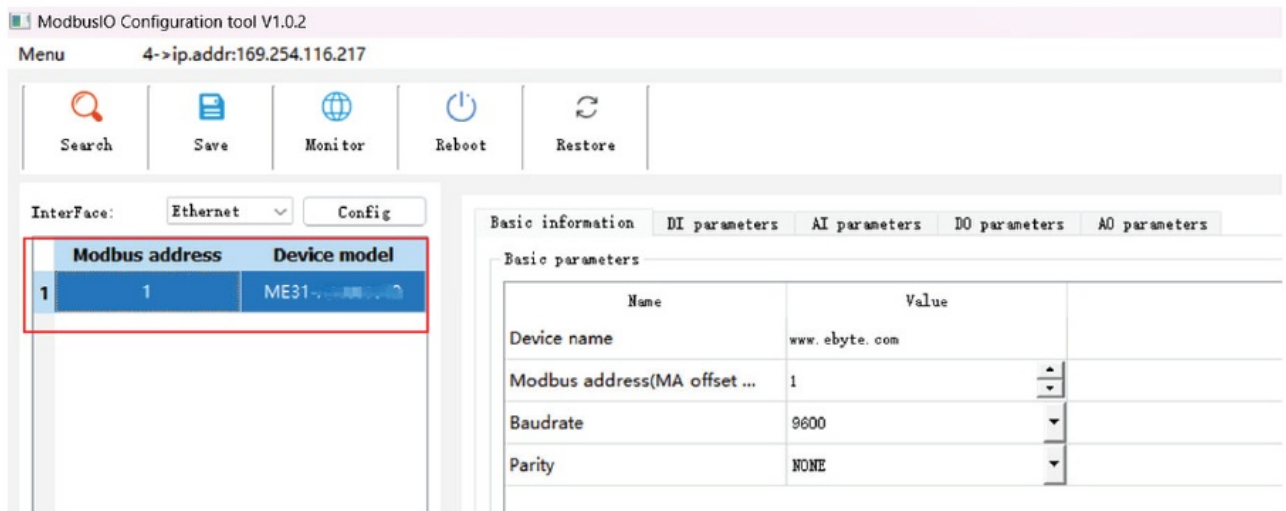 ModbusIO Configuration tool V1.0.2
Menu 4->ip.addr:169.254.116.217
Search Save Monitor Reboot Restore
InterFace: Ethernet Config
Modbus address Device model
1 1 ME31-
Basic information DI parameters AI parameters DO parameters AO parameters
Basic parameters
Name Value
Device name www.ebyte.com
Modbus address(MA offset ... 1
Baudrate 9600
Parity NONE